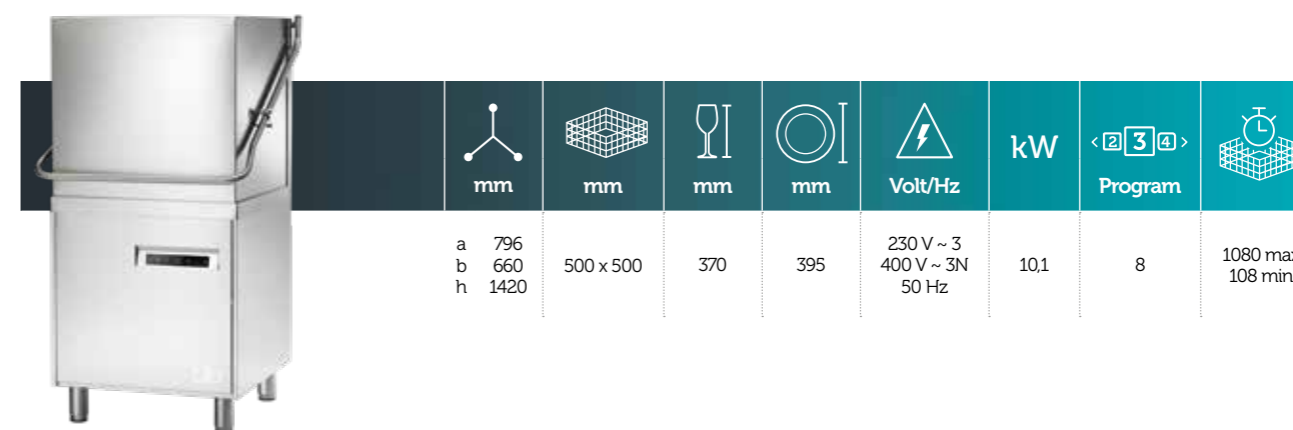 mm
mm
mm
mm
Volt/Hz
kW
< 2 3 4 >
Program
a 796
b 660
h 1420
500 x 500
370
395
230 V ~ 3
400 V ~ 3N
50 Hz
10,1
8
1080
108 min